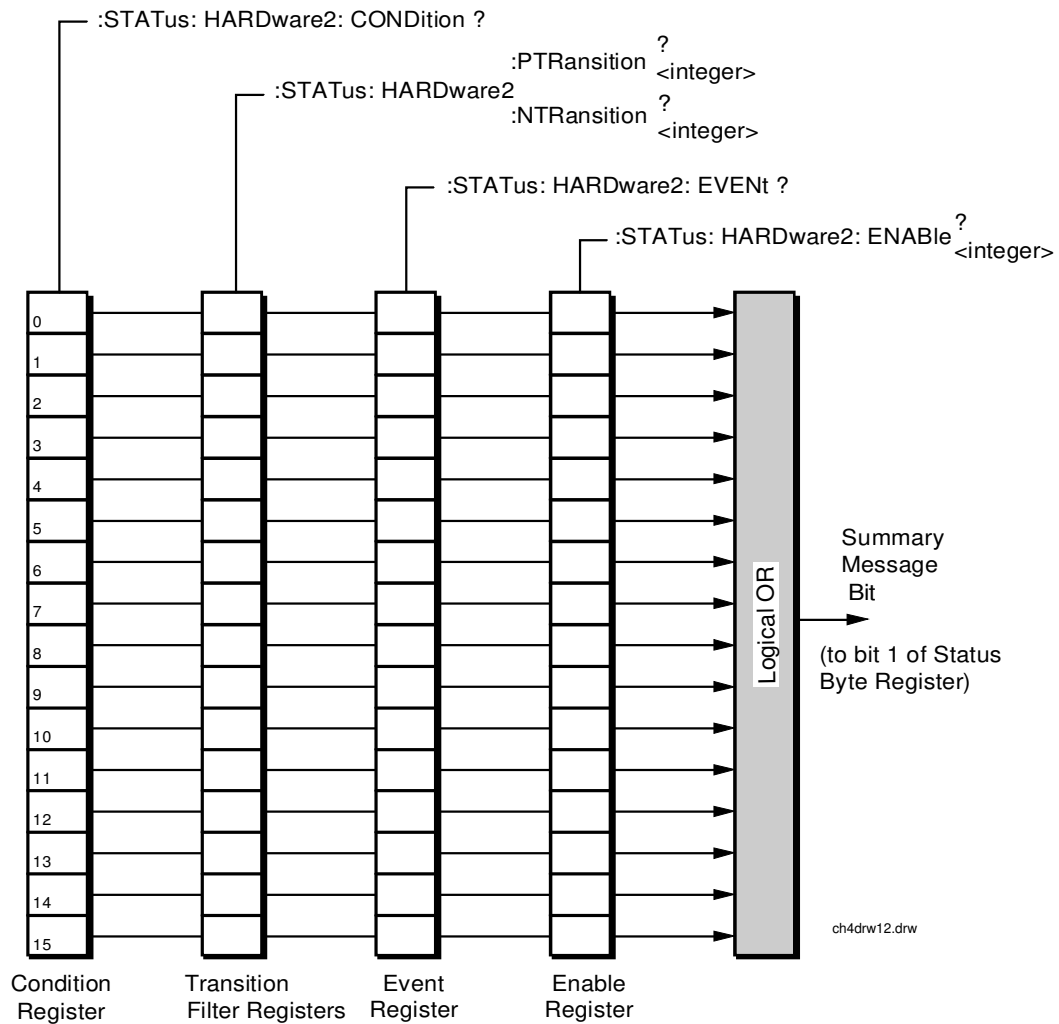 :STATus: HARDware2: CONDition ?
?
:PTRansition <integer>
:STATus: HARDware2
?
:NTRansition <integer>
:STATus: HARDware2: EVENt ?
?
:STATus: HARDware2: ENABle <integer>
0
1
2
3
4
5
6
7
8
9
10
11
12
13
14
15
Logical OR
Summary
Message
Bit
(to bit 1 of Status
Byte Register)
ch4drw12.drw
Condition
Register
Transition
Filter Registers
Event
Register
Enable
Register